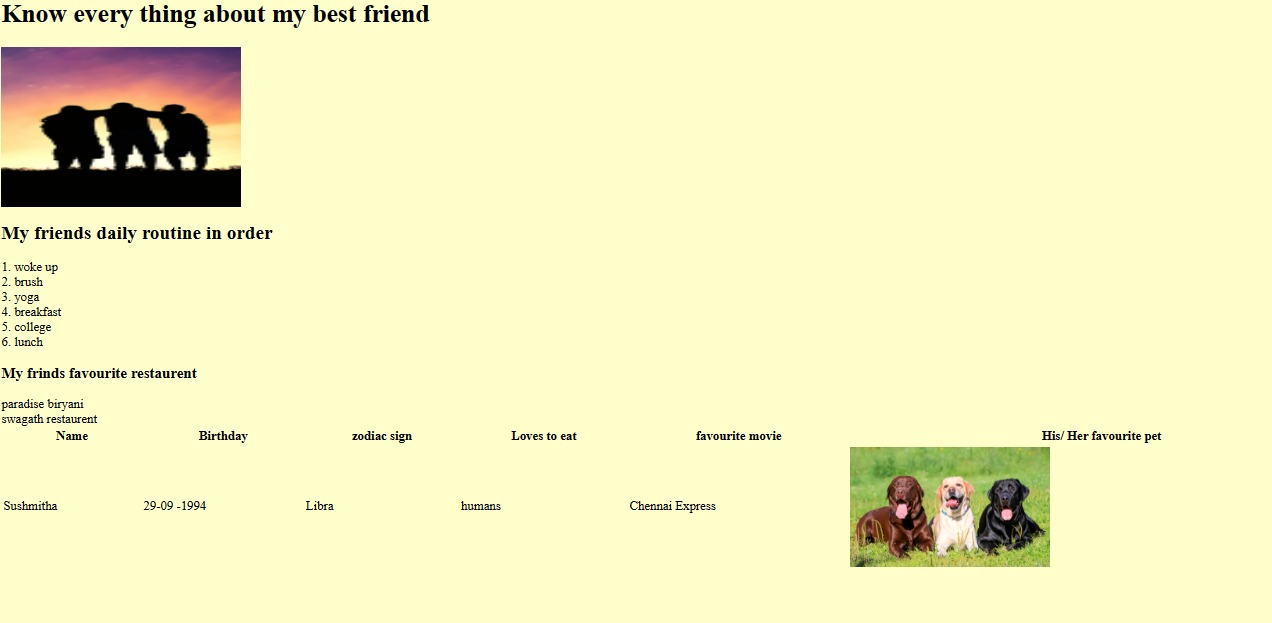 Know every thing about my best friend
My friends daily routine in order
1. woke up
2. brush
3. yoga
4. breakfast
5. college
6. lunch
My frinds favourite restaurent
paradise biryani
swagath restaurent
Name Birthday zodiac sign Loves to eat favourite movie His/ Her favourite pet
Sushmitha 29-09 -1994 Libra humans Chennai Express